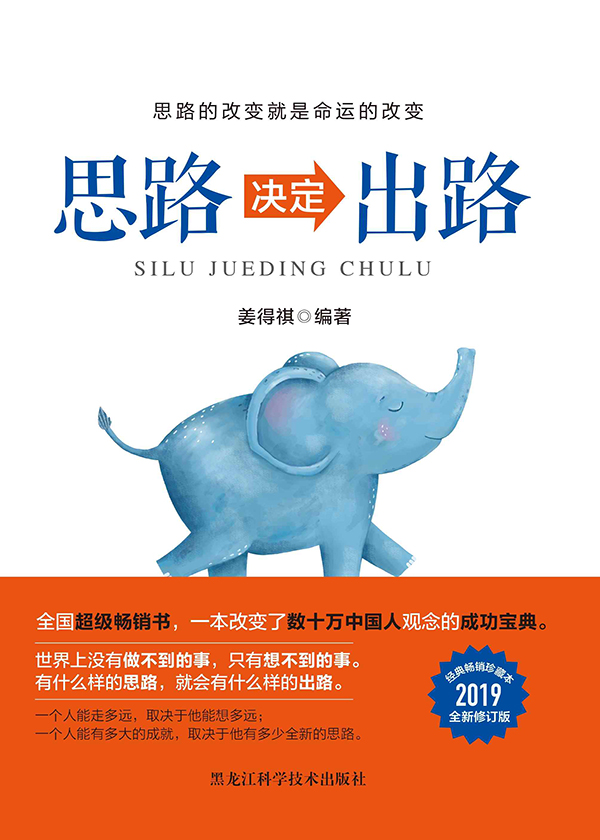 思路的改变就是命运的改变
思路 决定 出路
SILU JUEDING CHULU
姜得祺◎编著
全国超级畅销书，一本改变了数十万中国人观念的成功宝典。
世界上没有做不到的事，只有想不到的事。
有什么样的思路，就会有什么样的出路。
一个人能走多远，取决于他能想多远；
一个人能有多大的成就，取决于他有多少全新的思路。
经典畅销珍藏本
2019
全新修订版
黑龙江科学技术出版社